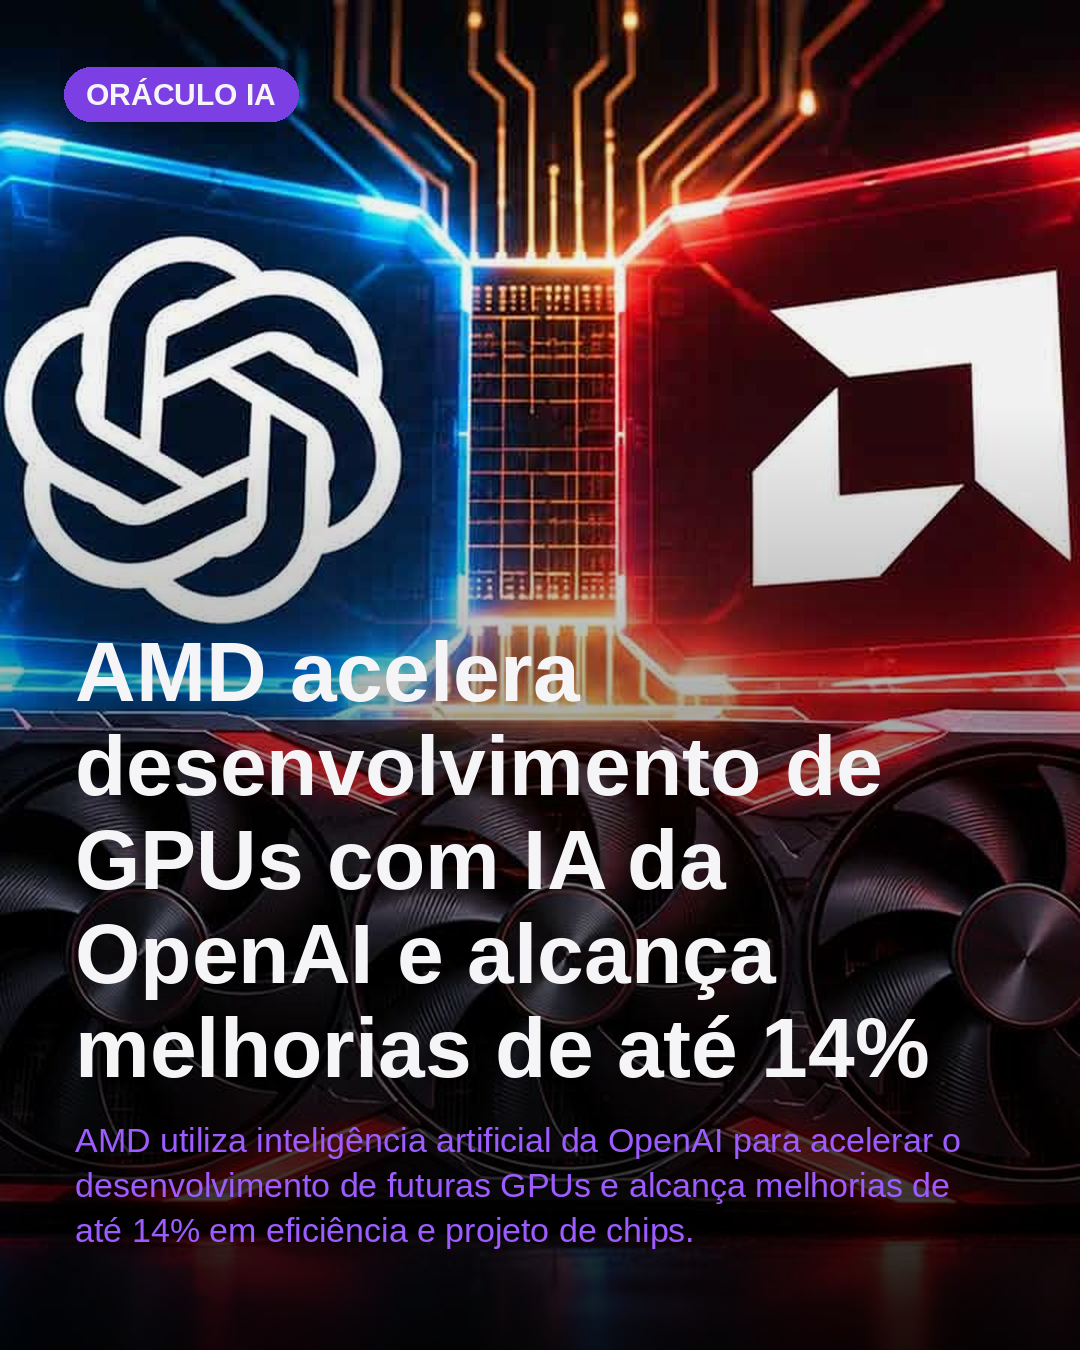 ORÁCULO IA
AMD acelera
desenvolvimento de
GPUs com IA da
OpenAI e alcança
melhorias de até 14%
AMD utiliza inteligência artificial da OpenAI para acelerar o
desenvolvimento de futuras GPUs e alcança melhorias de
até 14% em eficiência e projeto de chips.